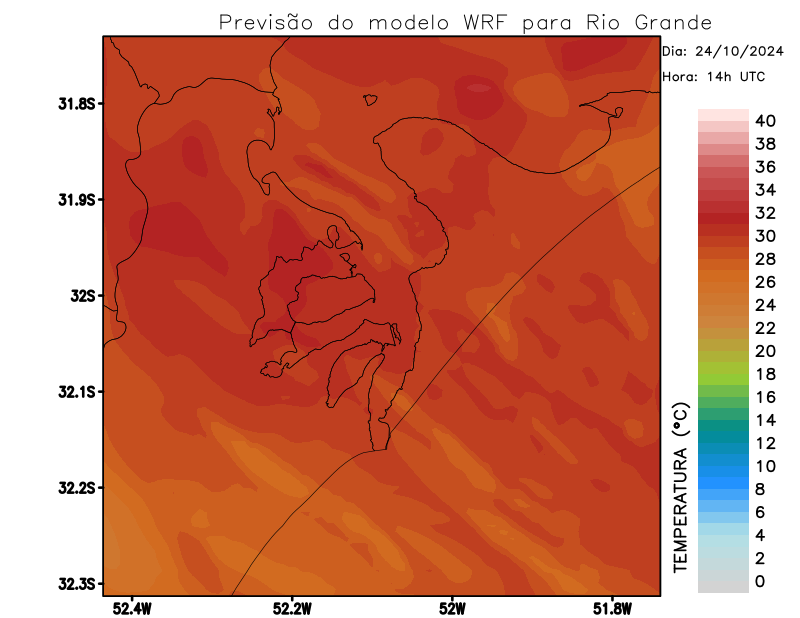 Previsão do modelo WRF para Rio Grande
Dia: 24/10/2024
Hora: 14h UTC
31.8S
31.9S
32S
32.1S
32.2S
32.3S
52.4W
52.2W
52W
51.8W
TEMPERATURA (°C)
40
38
36
34
32
30
28
26
24
22
20
18
16
14
12
10
8
6
4
2
0